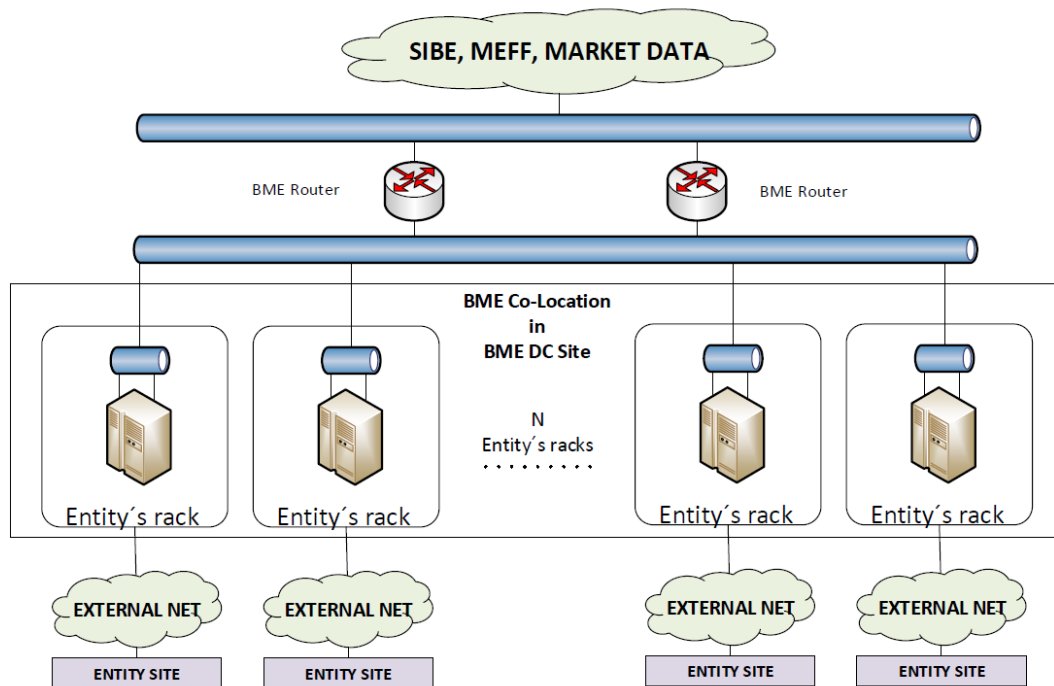 SIBE, MEFF, MARKET DATA
BME Router
BME Router
BME Co-Location
in
BME DC Site
N
Entity´s racks
Entity´s rack
Entity´s rack
Entity´s rack
Entity´s rack
EXTERNAL NET
EXTERNAL NET
EXTERNAL NET
EXTERNAL NET
ENTITY SITE
ENTITY SITE
ENTITY SITE
ENTITY SITE